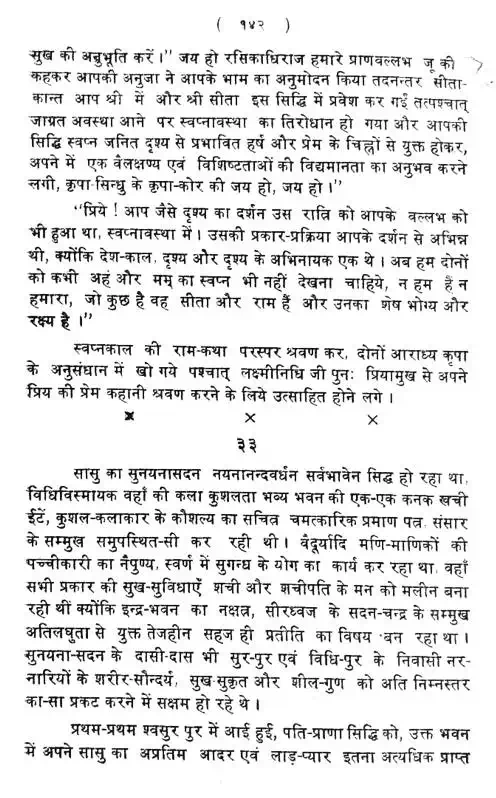 ( १४२ )
सुख की अनुभूति करें।" जय हो रसिकाधिराज हमारे प्राणवल्लभ जू की
कहकर आपकी अनुजा ने आपके भाम का अनुमोदन किया तदनन्तर सीता-
कान्त आप श्री में और श्री सीता इस सिद्धि में प्रवेश कर गईं तत्पश्चात्
जाग्रत अवस्था आने पर स्वप्नावस्था का तिरोधान हो गया और आपकी
सिद्धि स्वप्न जनित दृश्य से प्रभावित हर्ष और प्रेम के चिह्नों से युक्त होकर,
अपने में एक वैलक्षण्य एवं विशिष्टताओं की विद्यमानता का अनुभव करने
लगी, कृपा-सिन्धु के कृपा-कोर की जय हो, जय हो।"
"प्रिये ! आप जैसे दृश्य का दर्शन उस रात्रि को आपके वल्लभ को
भी हुआ था, स्वप्नावस्था में। उसकी प्रकार-प्रक्रिया आपके दर्शन से अभिन्न
थी, क्योंकि देश-काल, दृश्य और दृश्य के अभिनायक एक थे। अब हम दोनों
को कभी अहं और मम् का स्वप्न भी नहीं देखना चाहिये, न हम हैं न
हमारा, जो कुछ है वह सीता और राम हैं और उनका शेष भोग्य और
रक्ष्य है।"
स्वप्नकाल की राम-कथा परस्पर श्रवण कर, दोनों आराध्य कृपा
के अनुसंधान में खो गये पश्चात् लक्ष्मीनिधि जी पुनः प्रियामुख से अपने
प्रिय की प्रेम कहानी श्रवण करने के लिये उत्साहित होने लगे।
× × ×
३३
सासु का सुनयनासदन नयनानन्दवर्धन सर्वभावेन सिद्ध हो रहा था,
विधिविस्मायक वहाँ की कला कुशलता भव्य भवन की एक-एक कनक खची
ईंटें, कुशल-कलाकार के कौशल्य का सचित्र चमत्कारिक प्रमाण पत्र, संसार
के सम्मुख समुपस्थित-सी कर रही थी। वैदूर्यादि मणि-माणिकों की
पच्चीकारी का नैपुण्य, स्वर्ण में सुगन्ध के योग का कार्य कर रहा था, वहाँ
सभी प्रकार की सुख-सुविधाएँ शची और शचीपति के मन को मलीन बना
रही थीं क्योंकि इन्द्र-भवन का नक्षत्र, सीरध्वज के सदन-चन्द्र के सम्मुख
अतिलघुता से युक्त तेजहीन सहज ही प्रतीति का विषय बन रहा था।
सुनयना-सदन के दासी-दास भी सुर-पुर एवं विधि-पुर के निवासी नर-
नारियों के शरीर-सौन्दर्य, सुख-सुकृत और शील-गुण को अति निम्नस्तर
का-सा प्रकट करने में सक्षम हो रहे थे।
प्रथम-प्रथम श्वसुर पुर में आई हुई, पति-प्राणा सिद्धि को, उक्त भवन
में अपने सासु का अप्रतिम आदर एवं लाड़-प्यार इतना अत्यधिक प्राप्त